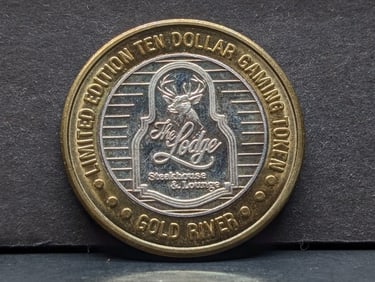 LIMITED EDITION TEN DOLLAR GAMING TOKEN
The
Lodge
Steakhouse
& Lounge
GOLD RIVER